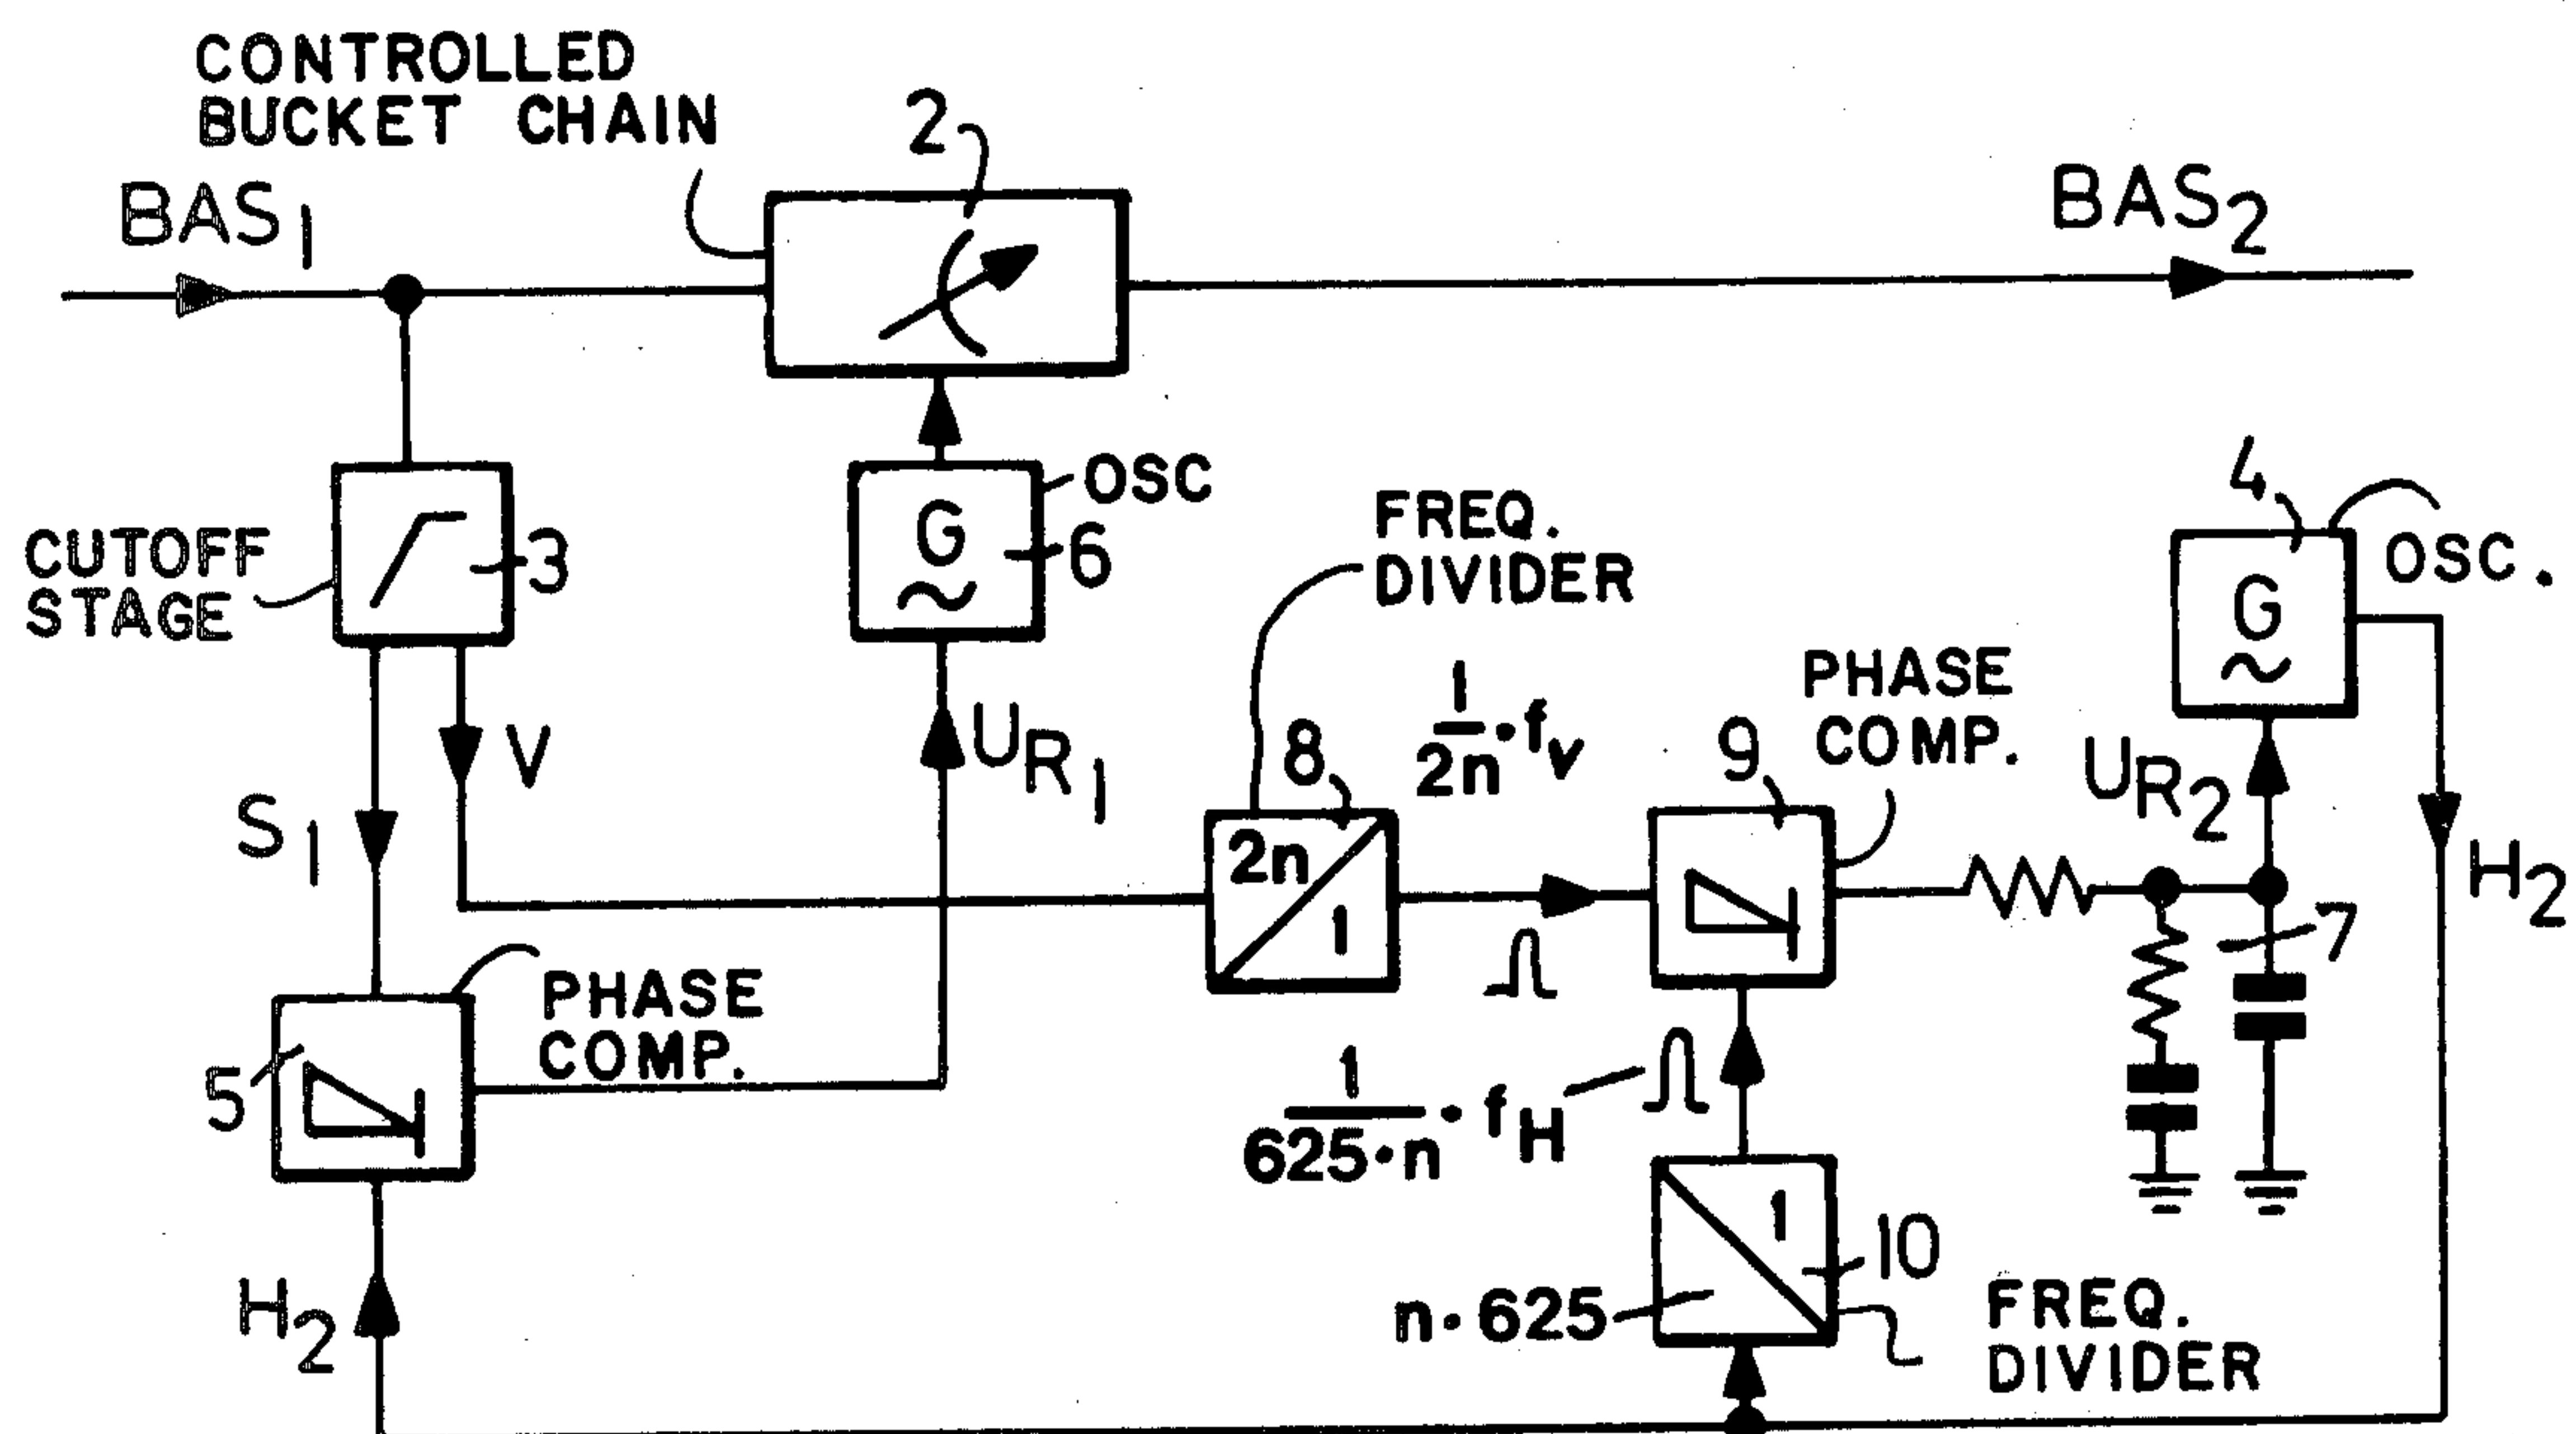 CONTROLLED
BUCKET CHAIN
2
BAS1
BAS2
CUTOFF
STAGE
3
OSC
G
6
FREQ.
DIVIDER
4
OSC.
G
S1
V
UR1
8
2n
1
1/2n · fv
9
PHASE
COMP.
UR2
7
H2
PHASE
COMP.
5
1/625·n · fH
H2
n·625
1
10
FREQ.
DIVIDER